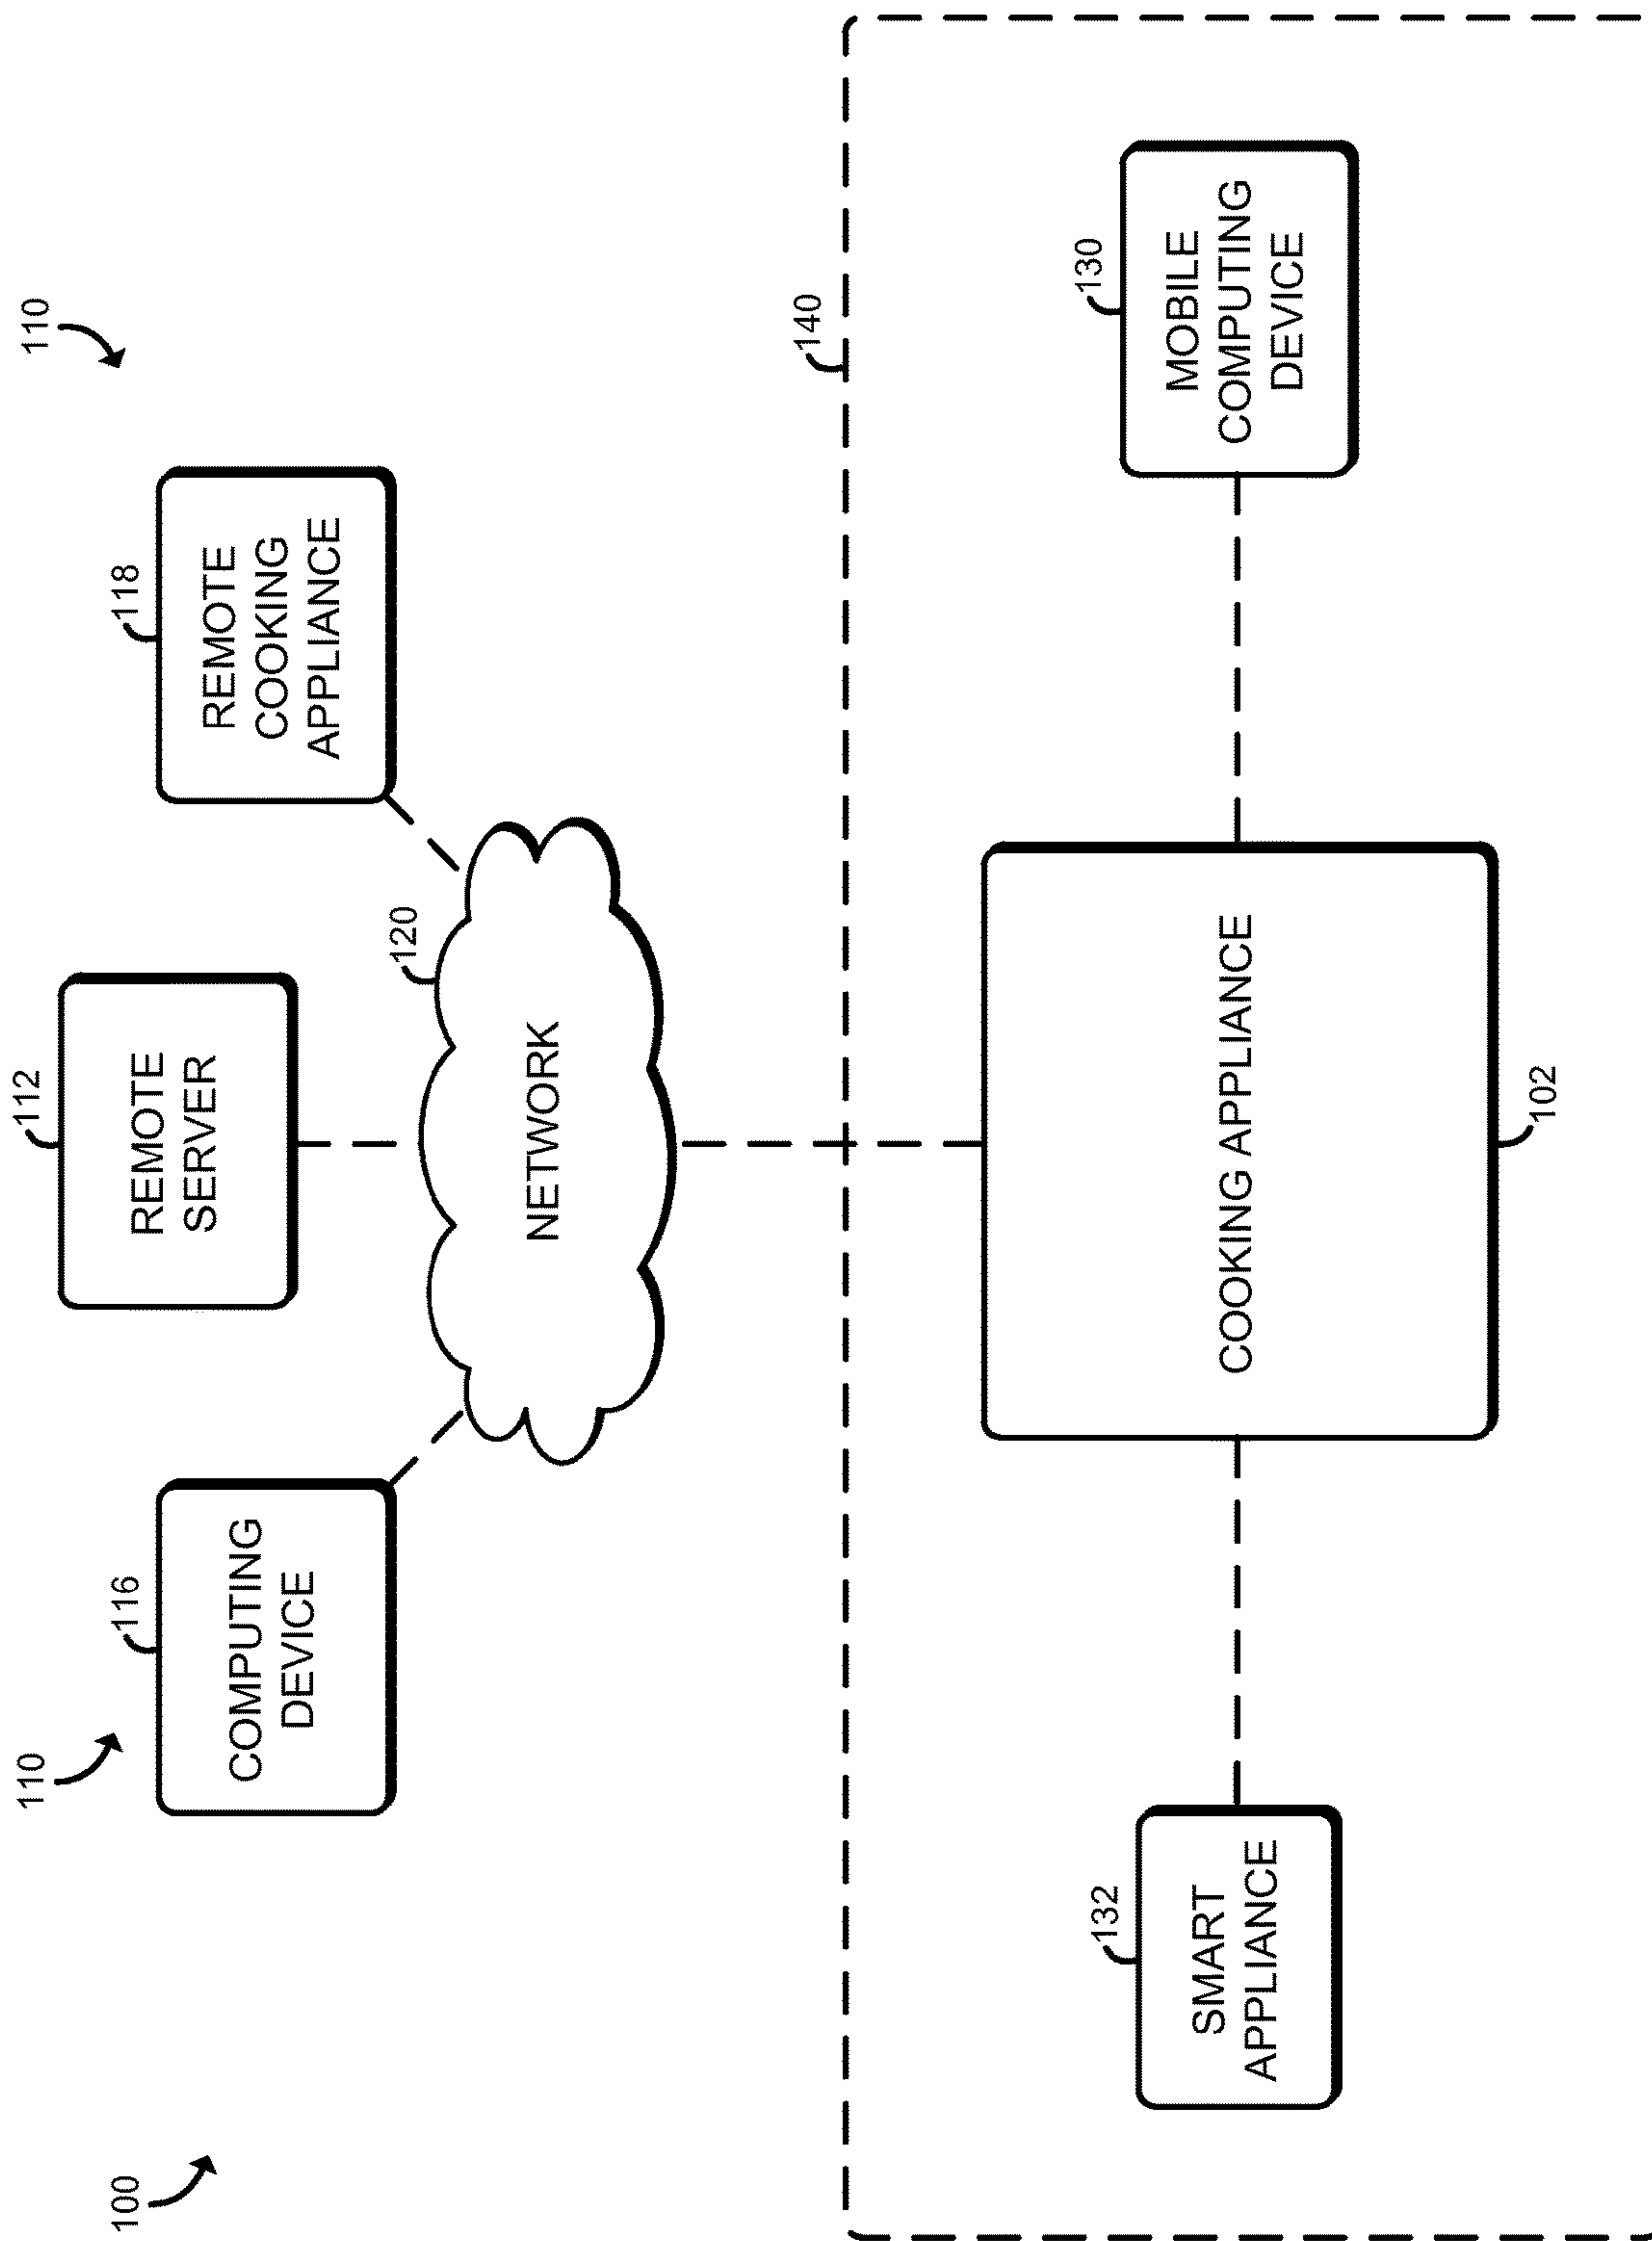 100
110
110
116
COMPUTING
DEVICE
112
REMOTE
SERVER
118
REMOTE
COOKING
APPLIANCE
120
NETWORK
140
132
SMART
APPLIANCE
COOKING APPLIANCE
102
130
MOBILE
COMPUTING
DEVICE